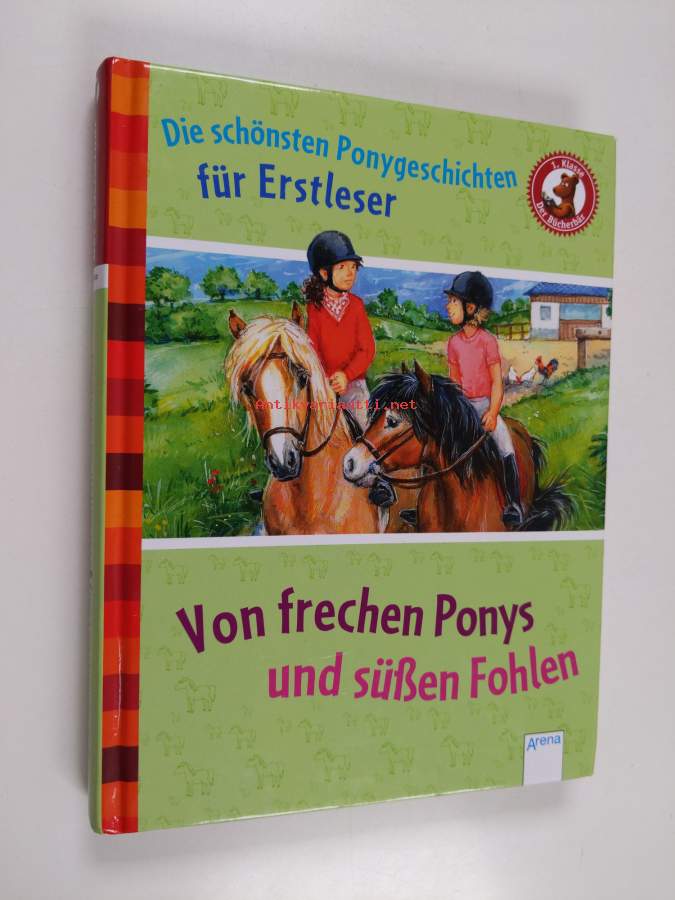 Die schönsten Ponygeschichten
für Erstleser
1. Klasse
Der Bücherbär
Antikvariaatti.net
Von frechen Ponys
und süßen Fohlen
Arena